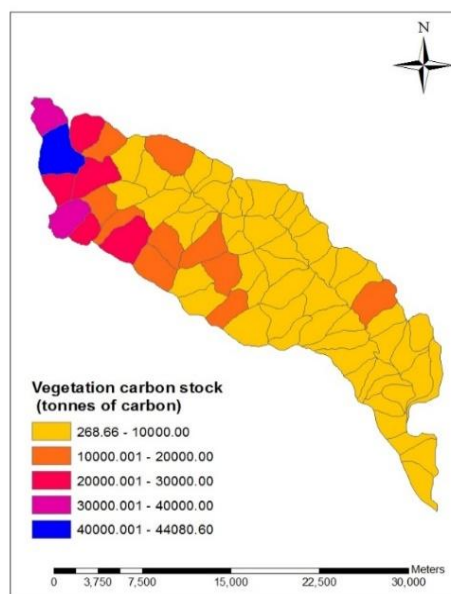 N
Vegetation carbon stock
(tonnes of carbon)
268.66 - 10000.00
10000.001 - 20000.00
20000.001 - 30000.00
30000.001 - 40000.00
40000.001 - 44080.60
Meters
0 3,750 7,500 15,000 22,500 30,000